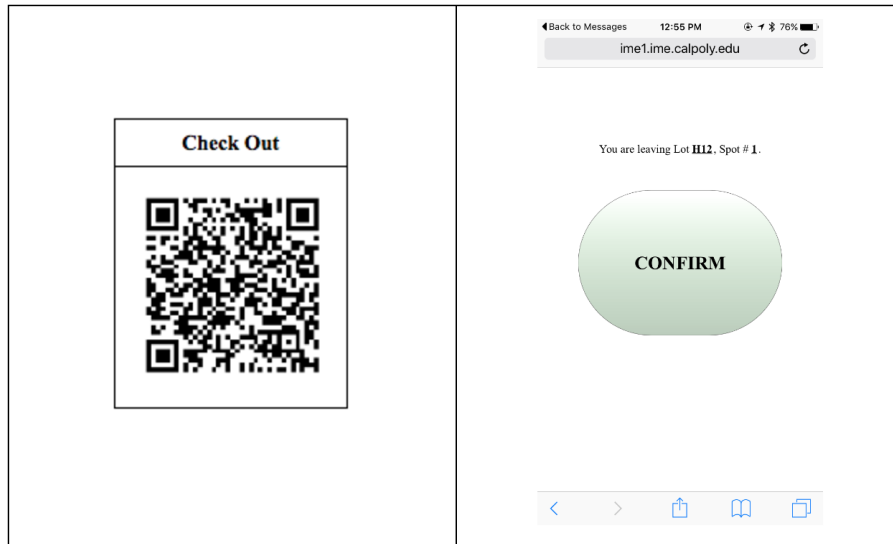 Check Out
Back to Messages 12:55 PM 76%
ime1.ime.calpoly.edu
You are leaving Lot H12, Spot # 1.
CONFIRM